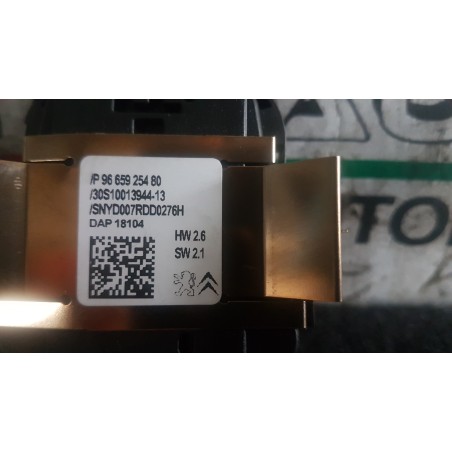 /P 96 659 254 80
/30S10013944-13
/SNYD007RDD0276H
DAP 18104
HW 2.6
SW 2.1